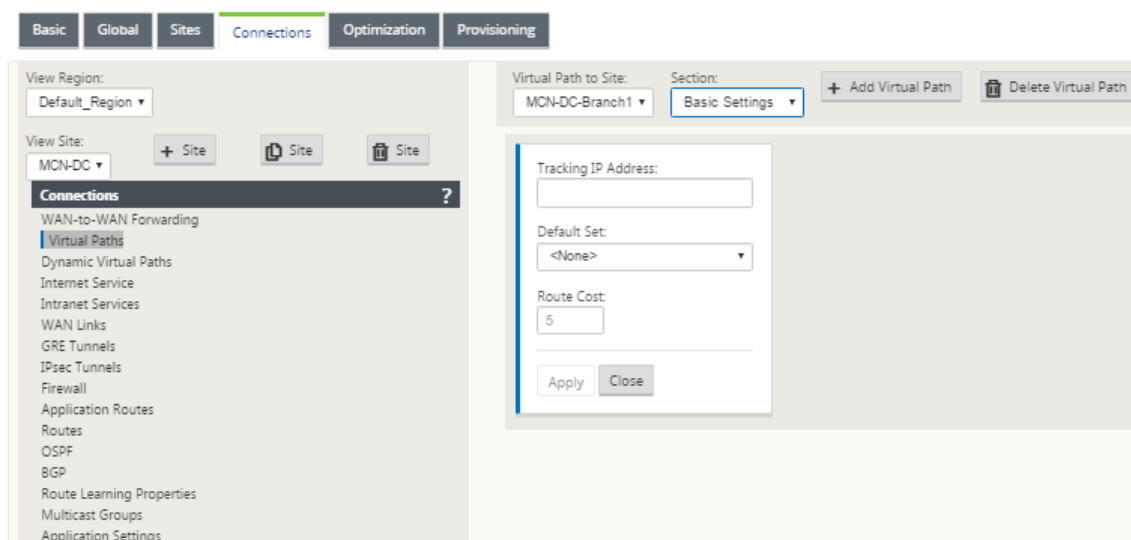 Basic Global Sites Connections Optimization Provisioning
View Region:
Default_Region
View Site:
MCN-DC
+ Site
Site
Site
Connections ?
WAN-to-WAN Forwarding
Virtual Paths
Dynamic Virtual Paths
Internet Service
Intranet Services
WAN Links
GRE Tunnels
IPsec Tunnels
Firewall
Application Routes
Routes
OSPF
BGP
Route Learning Properties
Multicast Groups
Application Settings
Virtual Path to Site:
MCN-DC-Branch1
Section:
Basic Settings
+ Add Virtual Path
Delete Virtual Path
Tracking IP Address:
Default Set:
<None>
Route Cost:
5
Apply Close